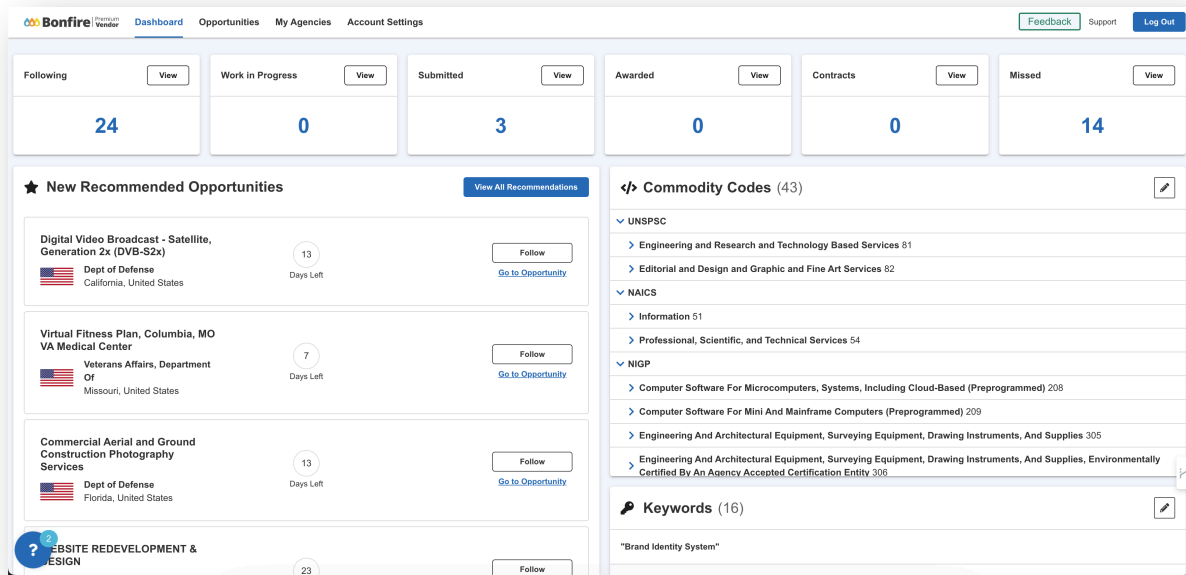 Bonfire Premium Vendor
Dashboard
Opportunities
My Agencies
Account Settings
Feedback
Support
Log Out
Following
View
24
Work in Progress
View
0
Submitted
View
3
Awarded
View
0
Contracts
View
0
Missed
View
14
New Recommended Opportunities
View All Recommendations
Digital Video Broadcast - Satellite,
Generation 2x (DVB-S2x)
Dept of Defense
California, United States
13
Days Left
Follow
Go to Opportunity
Virtual Fitness Plan, Columbia, MO
VA Medical Center
Veterans Affairs, Department
Of
Missouri, United States
7
Days Left
Follow
Go to Opportunity
Commercial Aerial and Ground
Construction Photography
Services
Dept of Defense
Florida, United States
13
Days Left
Follow
Go to Opportunity
EBSITE REDEVELOPMENT &
ESIGN
23
Follow
?
2
Commodity Codes (43)
UNSPSC
Engineering and Research and Technology Based Services 81
Editorial and Design and Graphic and Fine Art Services 82
NAICS
Information 51
Professional, Scientific, and Technical Services 54
NIGP
Computer Software For Microcomputers, Systems, Including Cloud-Based (Preprogrammed) 208
Computer Software For Mini And Mainframe Computers (Preprogrammed) 209
Engineering And Architectural Equipment, Surveying Equipment, Drawing Instruments, And Supplies 305
Engineering And Architectural Equipment, Surveying Equipment, Drawing Instruments, And Supplies, Environmentally
Certified By An Agency Accepted Certification Entity 306
Keywords (16)
"Brand Identity System"